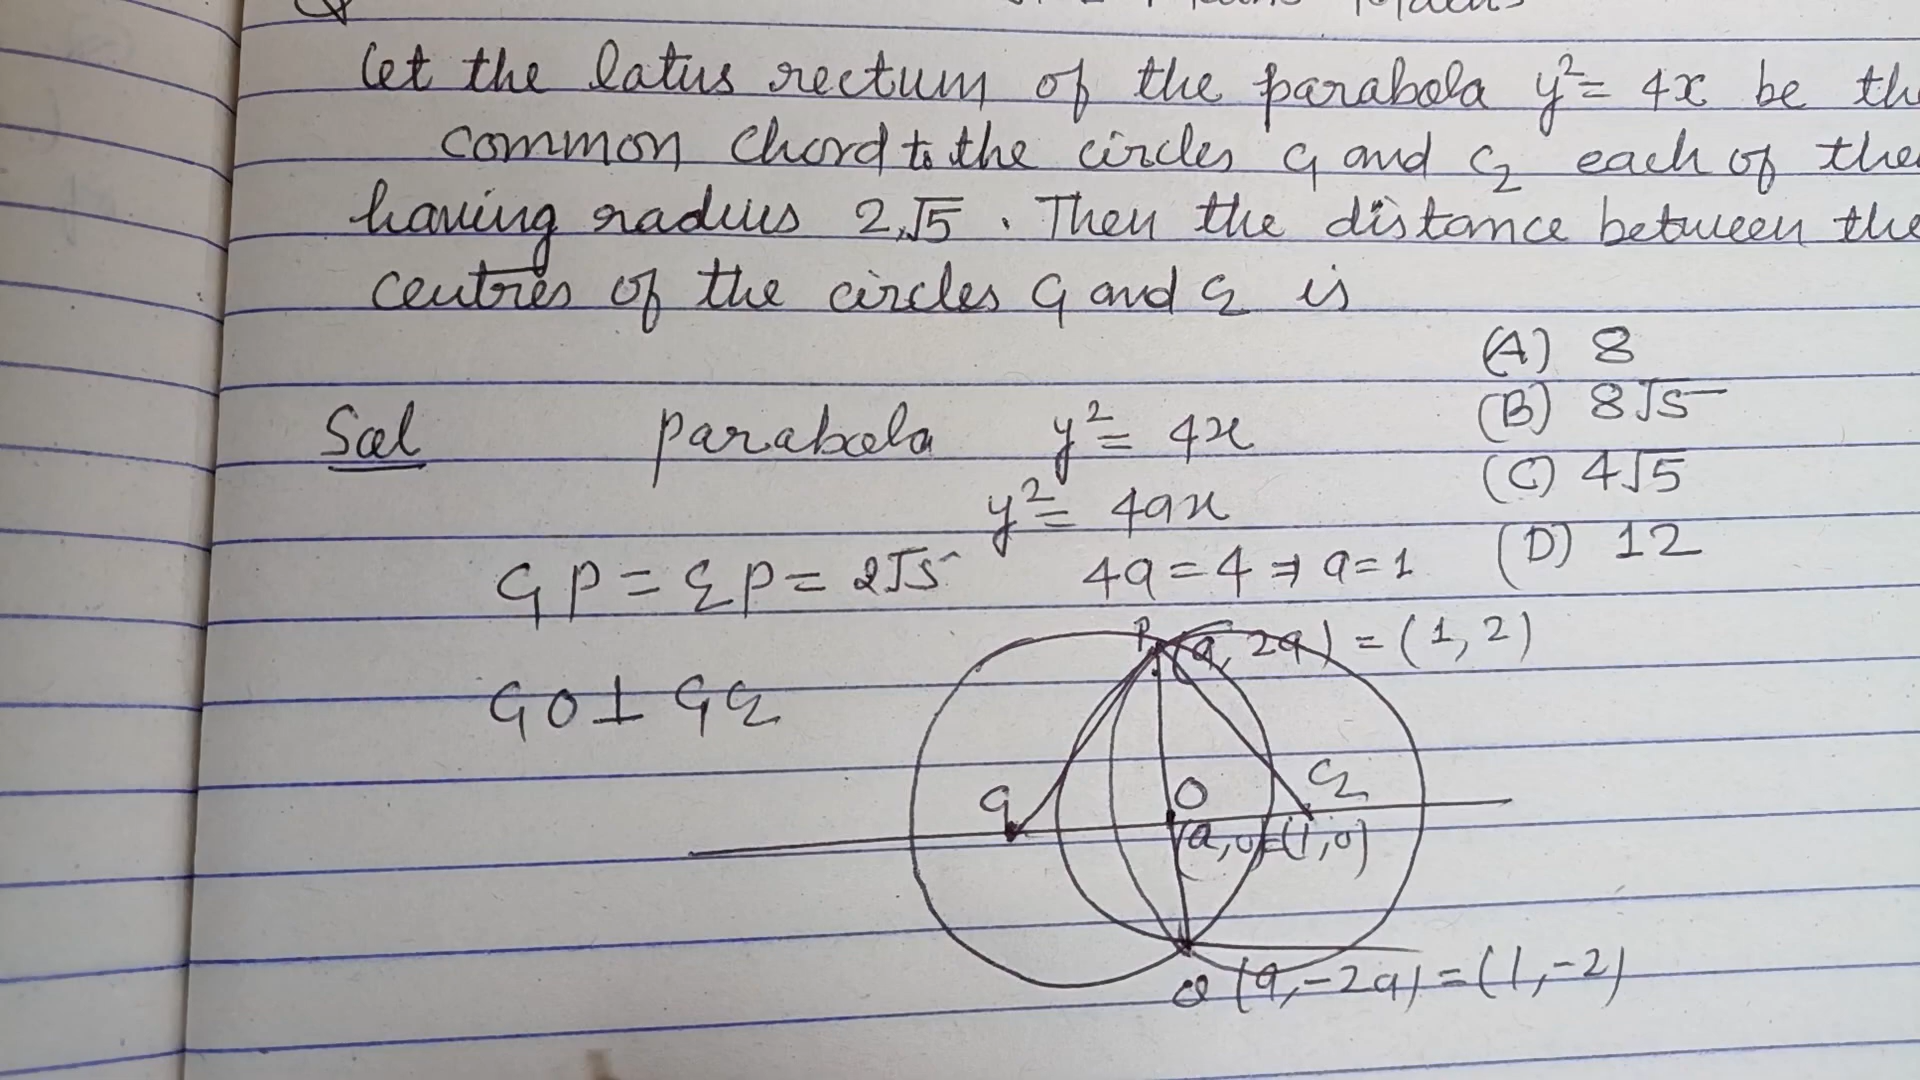 Let the latus rectum of the parabola y² = 4x be
common chord to the circles C₁ and C₂ each of
having radius 2√5 . Then the distance between the
centres of the circles C₁ and C₂ is
(A) 8
(B) 8√5
(C) 4√5
(D) 12
Sol parabola y² = 4x
y² = 4ax
C₁P = C₂P = 2√5 4a = 4 ⇒ a = 1
P (a, 2a) = (1, 2)
C₁O ⊥ C₁C₂
C₁ O C₂
(a, 0) = (1, 0)
Q (a, -2a) = (1, -2)